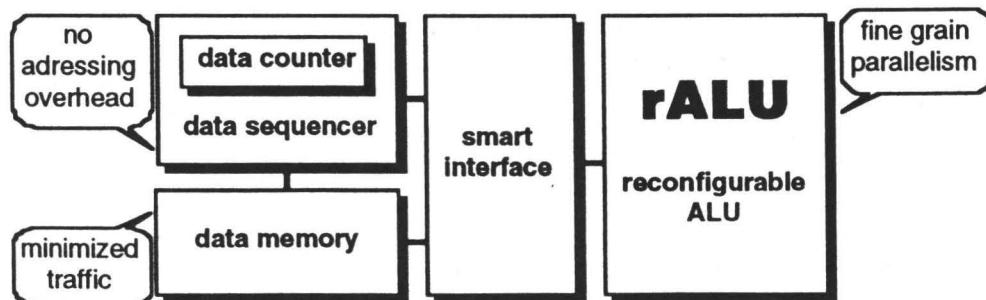 no
adressing
overhead
data counter
data sequencer
minimized
traffic
data memory
smart
interface
rALU
reconfigurable
ALU
fine grain
parallelism